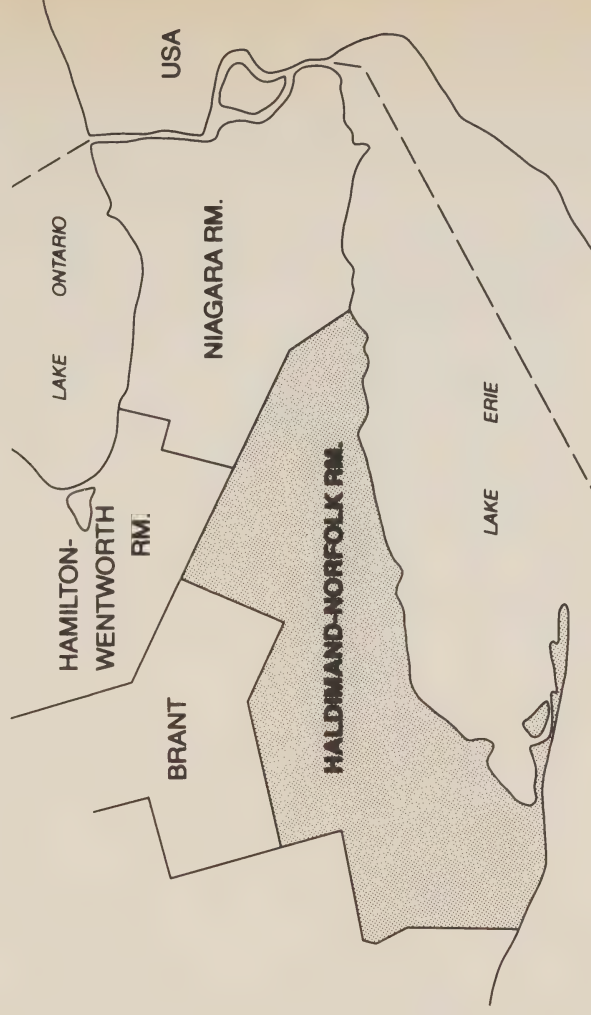 LAKE ONTARIO
USA
HAMILTON-
WENTWORTH
RM.
NIAGARA RM.
BRANT
HALDIMAND-NORFOLK RM.
LAKE ERIE